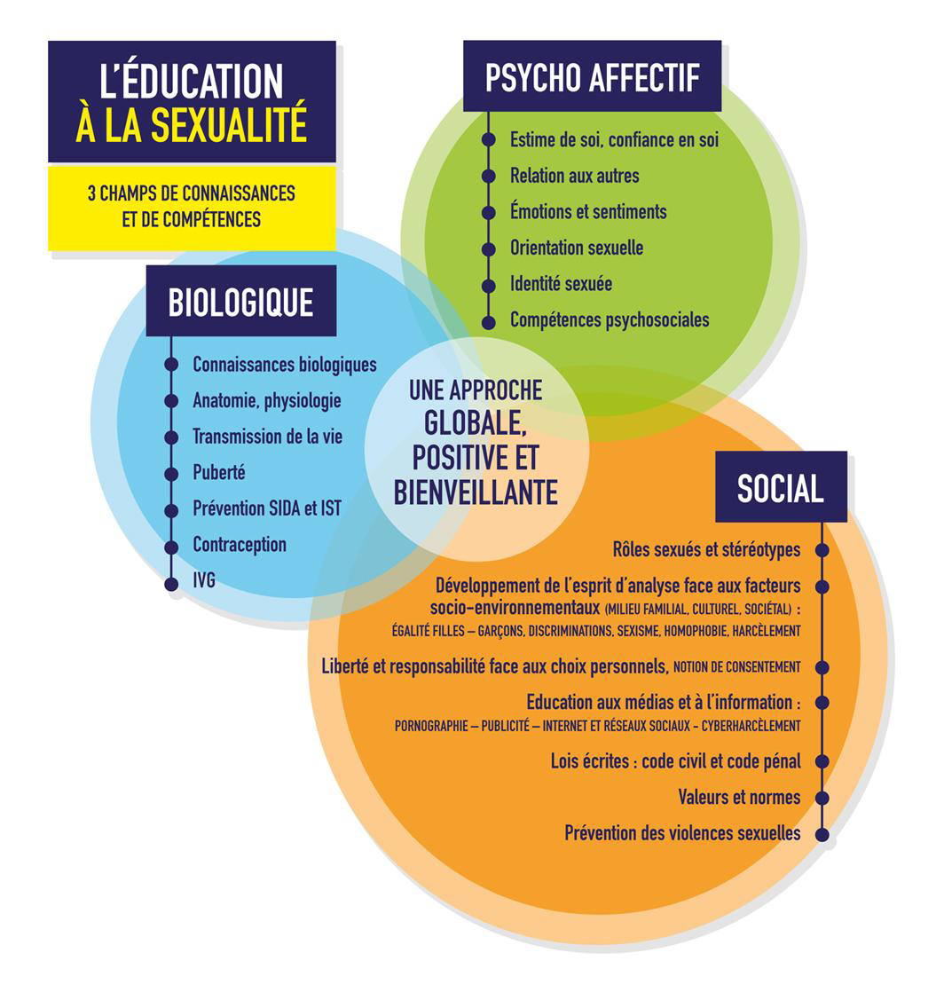 L'ÉDUCATION
À LA SEXUALITÉ
3 CHAMPS DE CONNAISSANCES
ET DE COMPÉTENCES
PSYCHO AFFECTIF
Estime de soi, confiance en soi
Relation aux autres
Émotions et sentiments
Orientation sexuelle
Identité sexuée
Compétences psychosociales
BIOLOGIQUE
Connaissances biologiques
Anatomie, physiologie
Transmission de la vie
Puberté
Prévention SIDA et IST
Contraception
IVG
UNE APPROCHE
GLOBALE,
POSITIVE ET
BIENVEILLANTE
SOCIAL
Rôles sexués et stéréotypes
Développement de l'esprit d'analyse face aux facteurs
socio-environnementaux (MILIEU FAMILIAL, CULTUREL, SOCIÉTAL) :
ÉGALITÉ FILLES – GARÇONS, DISCRIMINATIONS, SEXISME, HOMOPHOBIE, HARCÈLEMENT
Liberté et responsabilité face aux choix personnels, NOTION DE CONSENTEMENT
Education aux médias et à l'information :
PORNOGRAPHIE – PUBLICITÉ – INTERNET ET RÉSEAUX SOCIAUX - CYBERHARCÈLEMENT
Lois écrites : code civil et code pénal
Valeurs et normes
Prévention des violences sexuelles